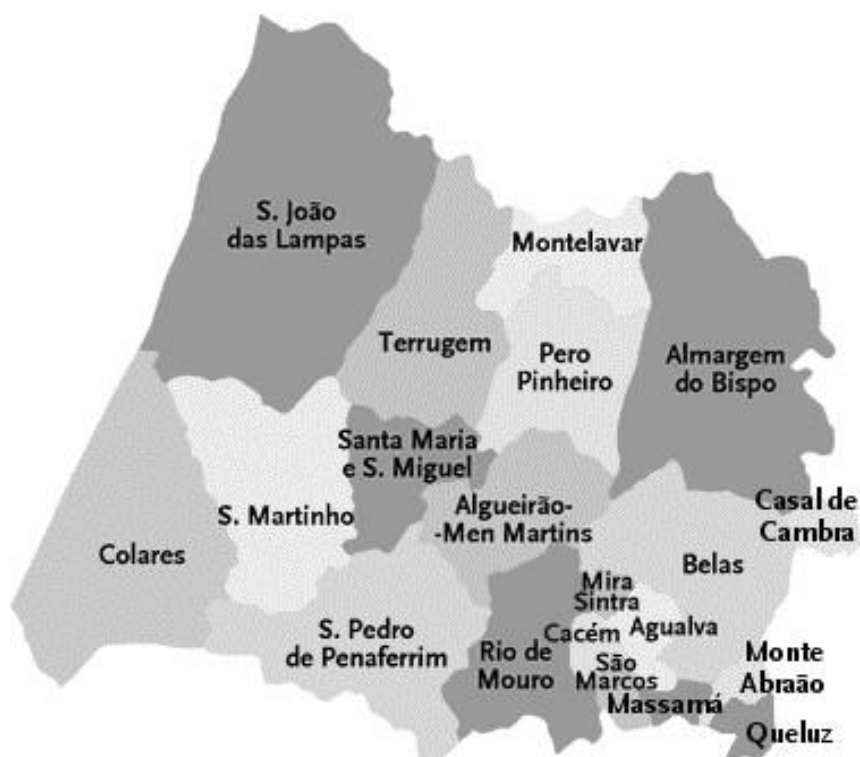 S. João
das Lampas
Montelavar
Terrugem
Pero
Pinheiro
Almargem
do Bispo
Santa Maria
e S. Miguel
S. Martinho
Algueirão-
-Men Martins
Casal de
Cambra
Colares
Belas
Mira
Sintra
S. Pedro
de Penaferrim
Rio de
Mouro
Cacém
Agualva
São
Marcos
Monte
Abraão
Massamá
Queluz